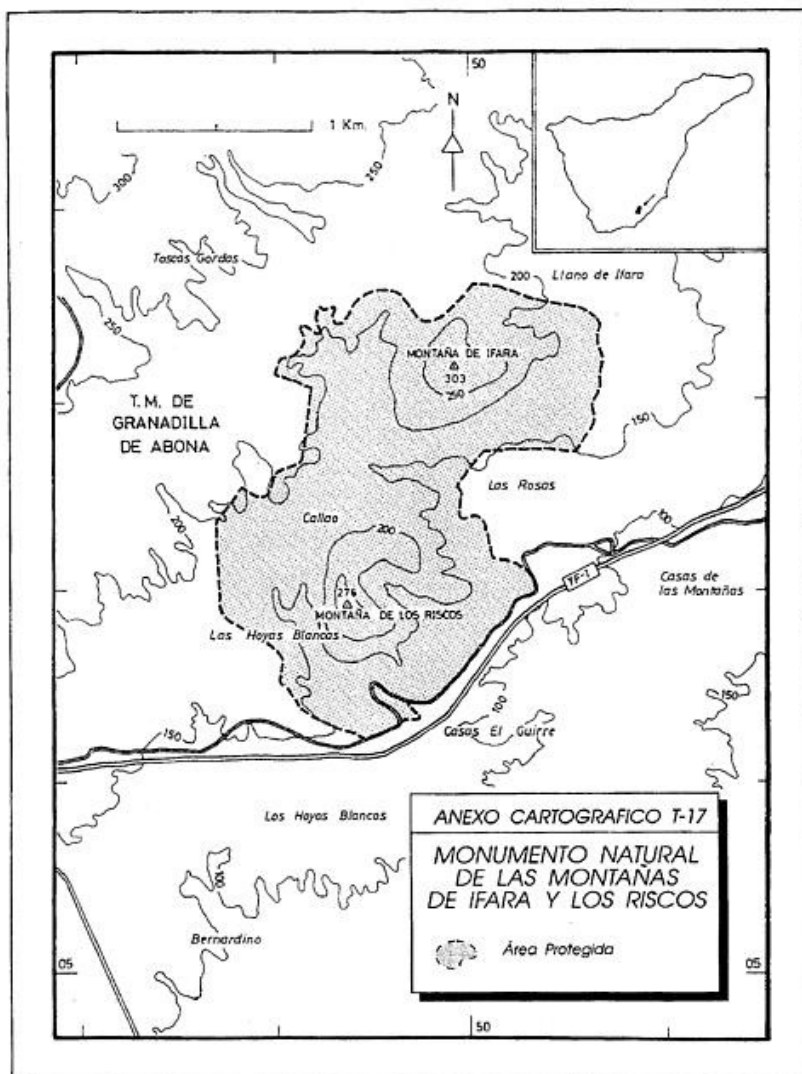 50
1 Km.
N
250
300
Toscas Gordas
200
Llano de Ifara
250
MONTAÑA DE IFARA
303
250
T.M. DE
GRANADILLA
DE ABONA
150
Las Rosas
200
Callao
200
100
TF-1
Casas de
las Montañas
276
MONTAÑA DE LOS RISCOS
Las Hoyas Blancas
150
100
150
Casas El Guirre
Las Hoyas Blancas
100
Bernardino
ANEXO CARTOGRAFICO T-17
MONUMENTO NATURAL
DE LAS MONTAÑAS
DE IFARA Y LOS RISCOS
Área Protegida
05
05
50